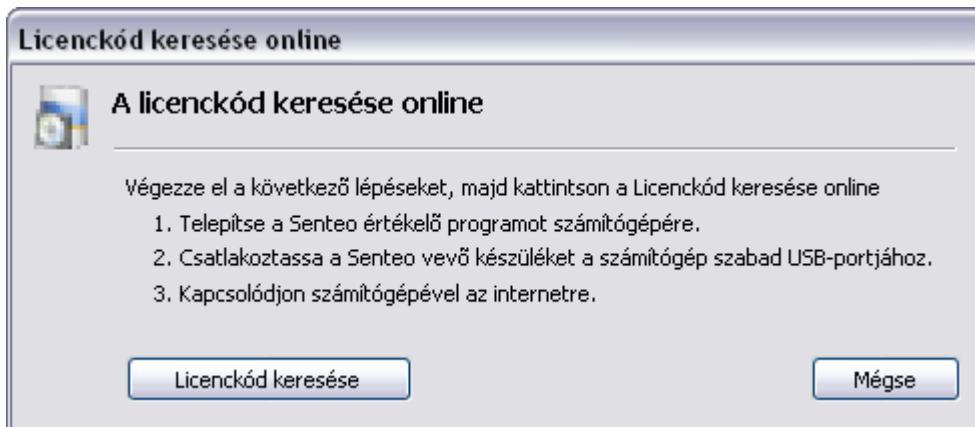 Licenckód keresése online
A licenckód keresése online
Végezze el a következő lépéseket, majd kattintson a Licenckód keresése online
1. Telepítse a Senteo értékelő programot számítógépére.
2. Csatlakoztassa a Senteo vevő készüléket a számítógép szabad USB-portjához.
3. Kapcsolódjon számítógépével az internetre.
Licenckód keresése Mégse